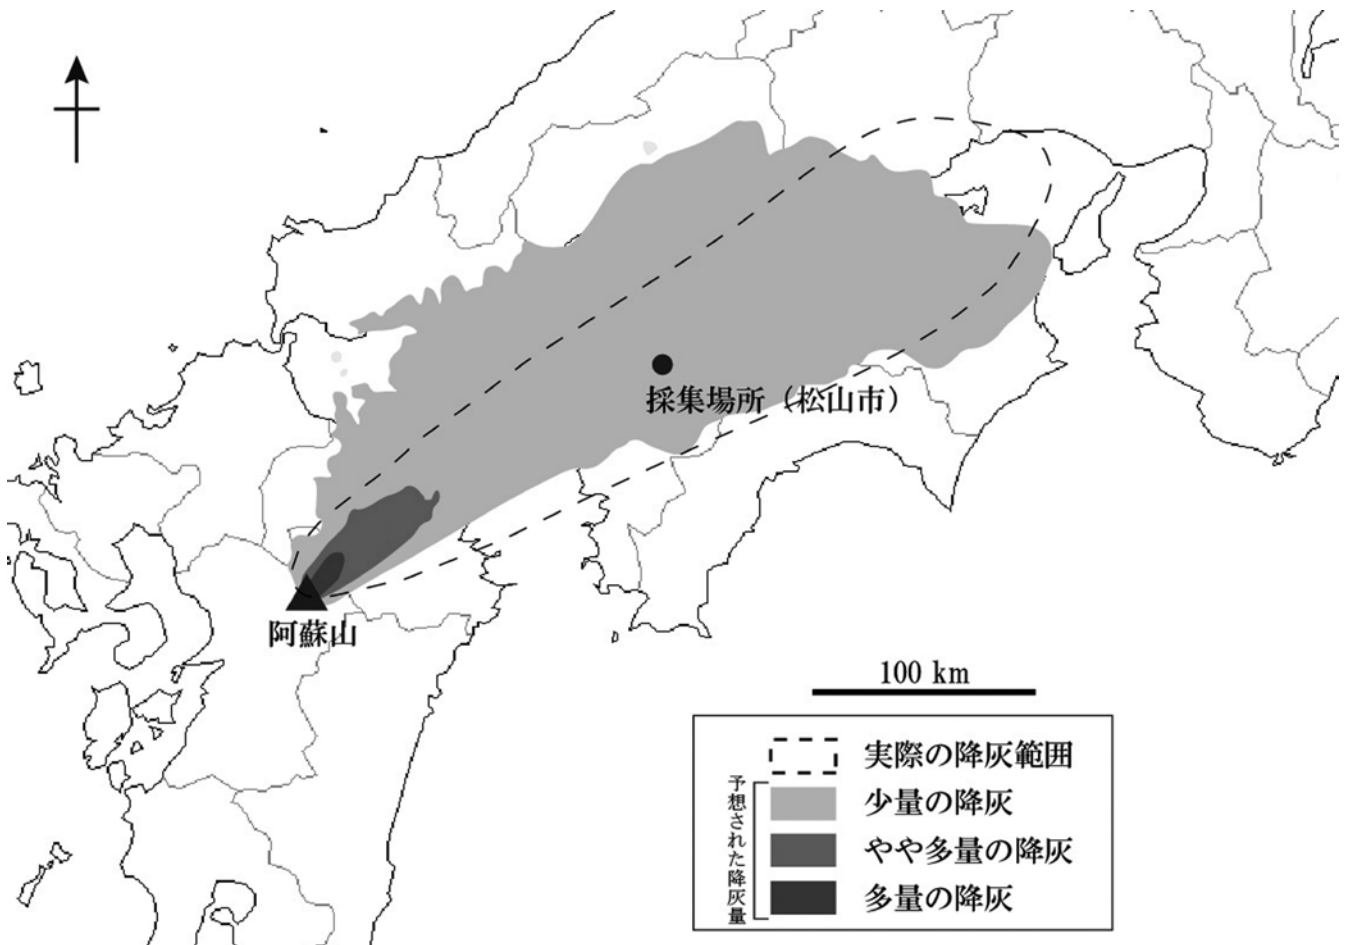 採集場所（松山市）
阿蘇山
100 km
実際の降灰範囲
予想された降灰量
少量の降灰
やや多量の降灰
多量の降灰